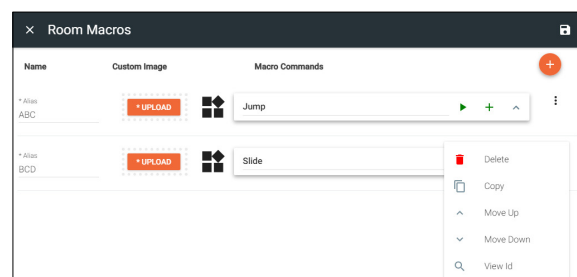 Room Macros
Name Custom Image Macro Commands
* Alias
ABC
* UPLOAD
Jump
* Alias
BCD
* UPLOAD
Slide
Delete
Copy
Move Up
Move Down
View Id